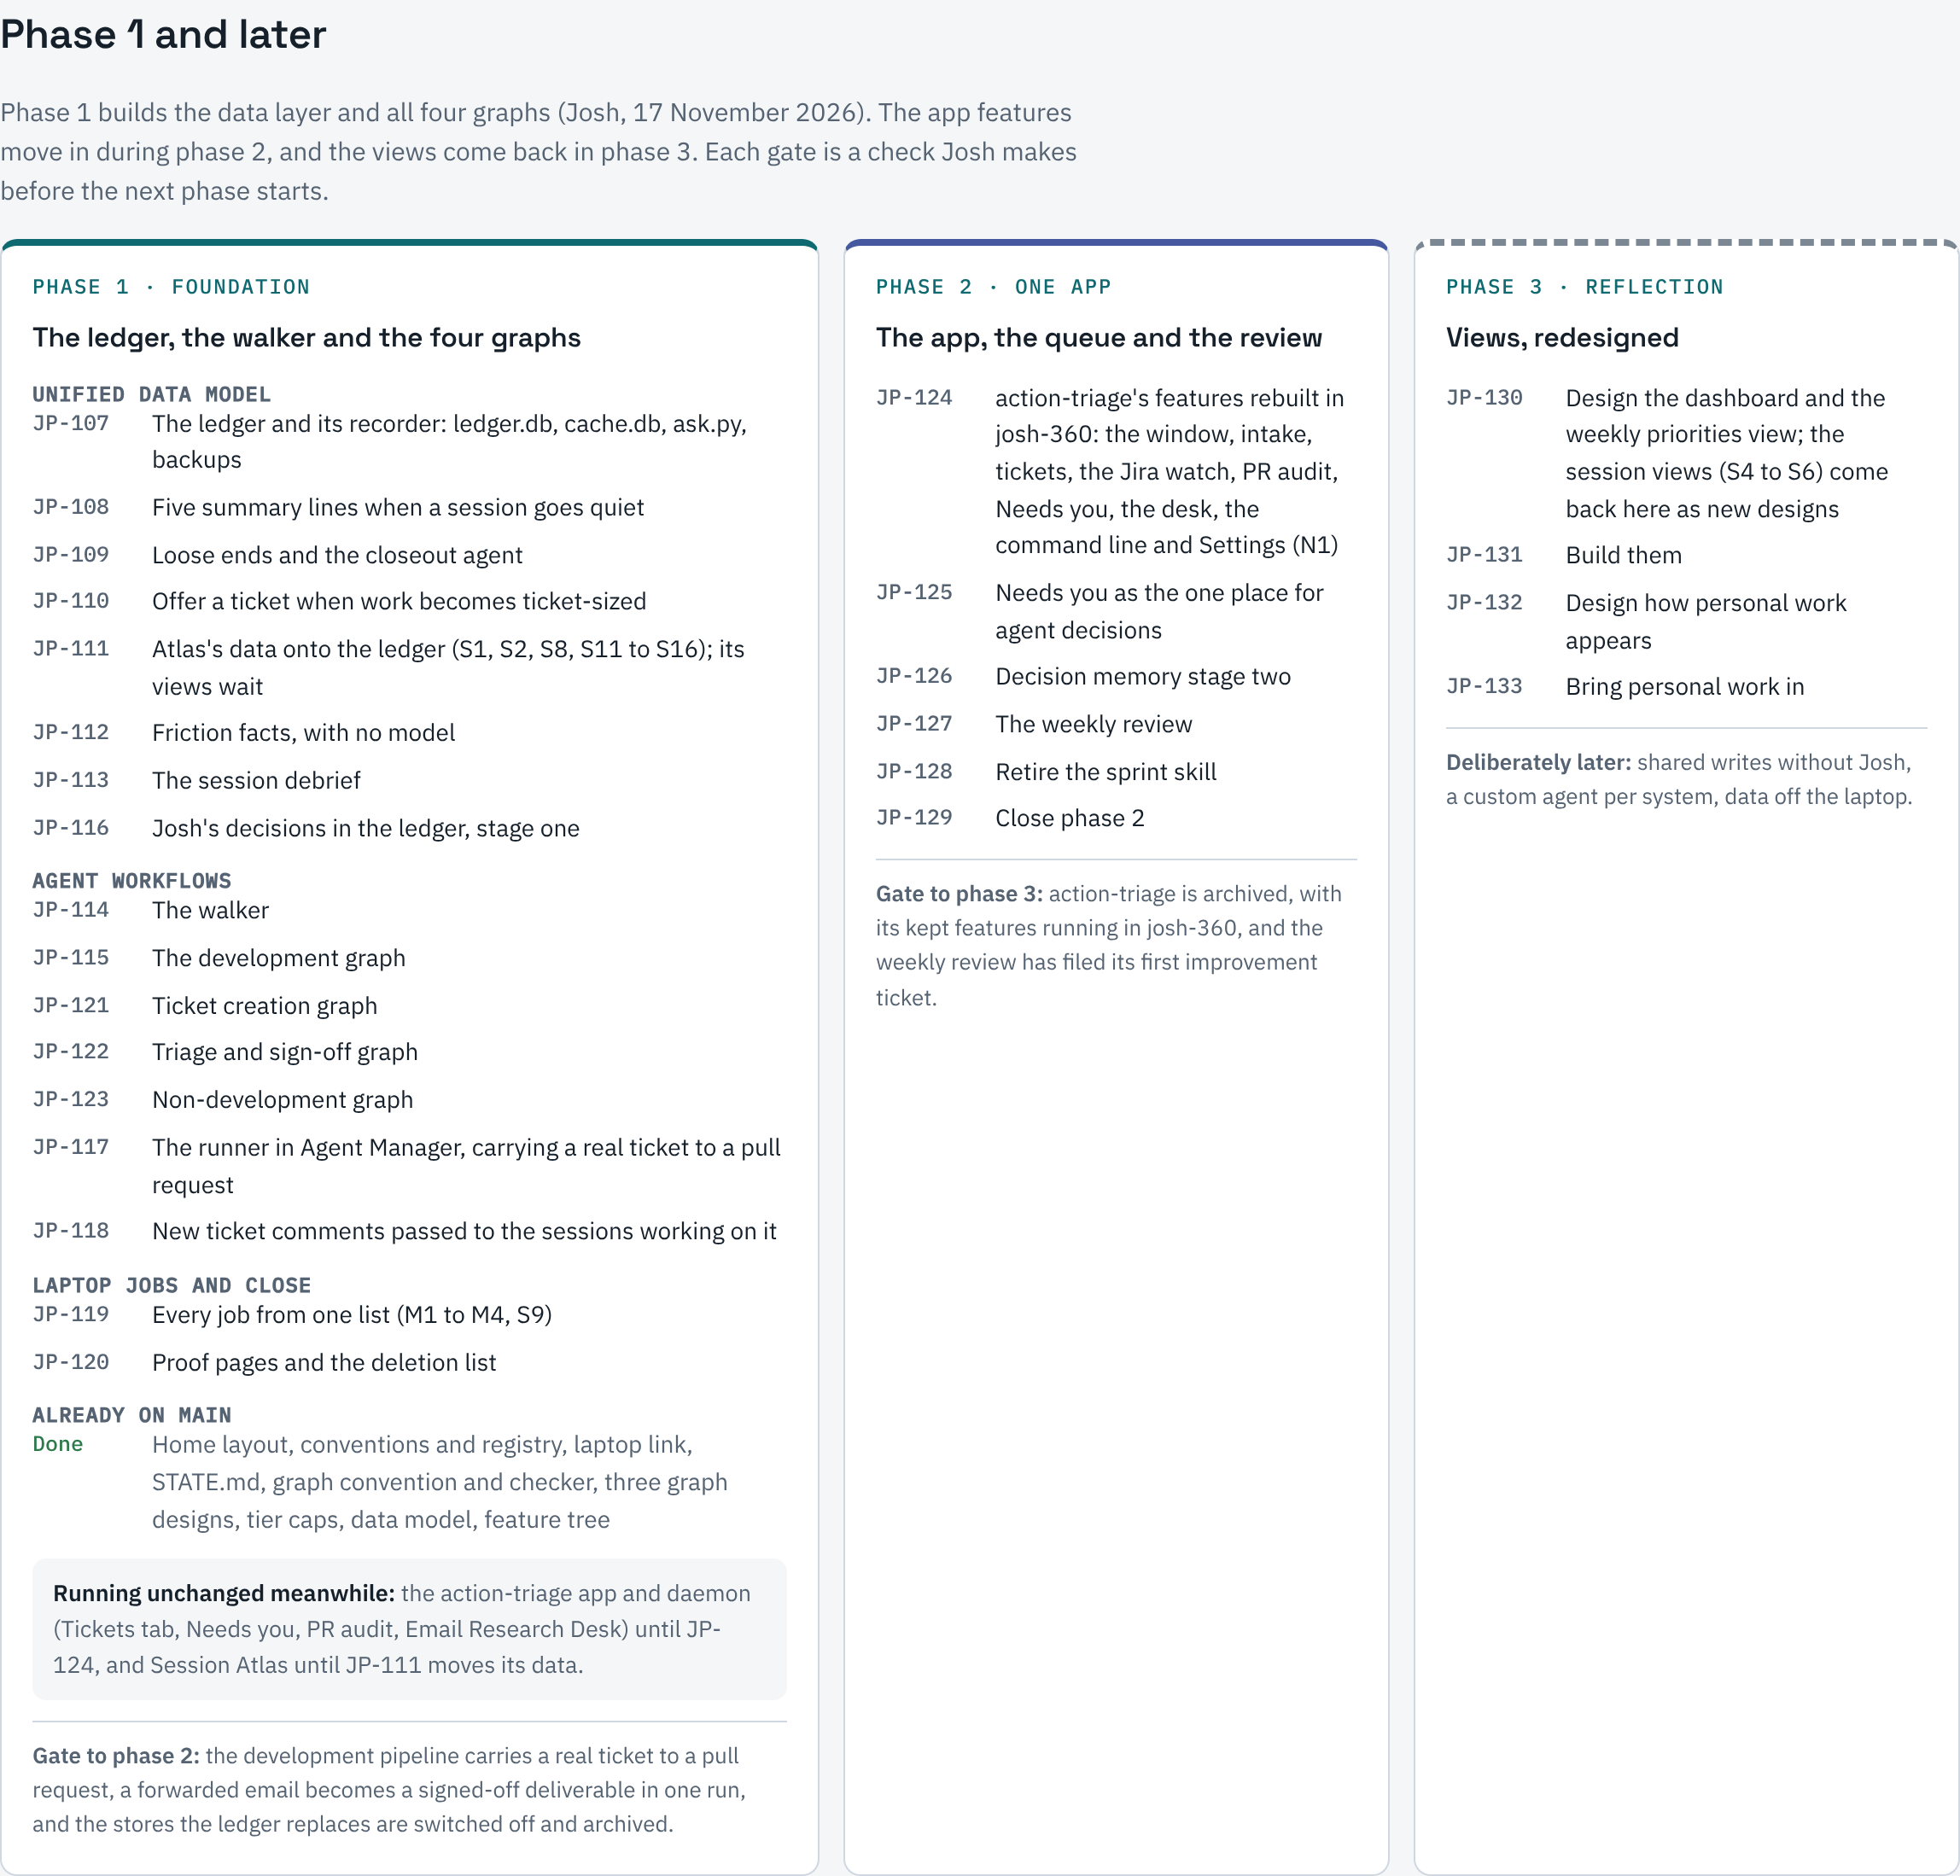 Phase 1 and later
Phase 1 builds the data layer and all four graphs (Josh, 17 November 2026). The app features
move in during phase 2, and the views come back in phase 3. Each gate is a check Josh makes
before the next phase starts.
PHASE 1 · FOUNDATION
The ledger, the walker and the four graphs
UNIFIED DATA MODEL
JP-107 The ledger and its recorder: ledger.db, cache.db, ask.py,
backups
JP-108 Five summary lines when a session goes quiet
JP-109 Loose ends and the closeout agent
JP-110 Offer a ticket when work becomes ticket-sized
JP-111 Atlas's data onto the ledger (S1, S2, S8, S11 to S16); its
views wait
JP-112 Friction facts, with no model
JP-113 The session debrief
JP-116 Josh's decisions in the ledger, stage one
AGENT WORKFLOWS
JP-114 The walker
JP-115 The development graph
JP-121 Ticket creation graph
JP-122 Triage and sign-off graph
JP-123 Non-development graph
JP-117 The runner in Agent Manager, carrying a real ticket to a pull
request
JP-118 New ticket comments passed to the sessions working on it
LAPTOP JOBS AND CLOSE
JP-119 Every job from one list (M1 to M4, S9)
JP-120 Proof pages and the deletion list
ALREADY ON MAIN
Done Home layout, conventions and registry, laptop link,
STATE.md, graph convention and checker, three graph
designs, tier caps, data model, feature tree
Running unchanged meanwhile: the action-triage app and daemon
(Tickets tab, Needs you, PR audit, Email Research Desk) until JP-
124, and Session Atlas until JP-111 moves its data.
Gate to phase 2: the development pipeline carries a real ticket to a pull
request, a forwarded email becomes a signed-off deliverable in one run,
and the stores the ledger replaces are switched off and archived.
PHASE 2 · ONE APP
The app, the queue and the review
JP-124 action-triage's features rebuilt in
josh-360: the window, intake,
tickets, the Jira watch, PR audit,
Needs you, the desk, the
command line and Settings (N1)
JP-125 Needs you as the one place for
agent decisions
JP-126 Decision memory stage two
JP-127 The weekly review
JP-128 Retire the sprint skill
JP-129 Close phase 2
Gate to phase 3: action-triage is archived, with
its kept features running in josh-360, and the
weekly review has filed its first improvement
ticket.
PHASE 3 · REFLECTION
Views, redesigned
JP-130 Design the dashboard and the
weekly priorities view; the
session views (S4 to S6) come
back here as new designs
JP-131 Build them
JP-132 Design how personal work
appears
JP-133 Bring personal work in
Deliberately later: shared writes without Josh,
a custom agent per system, data off the laptop.